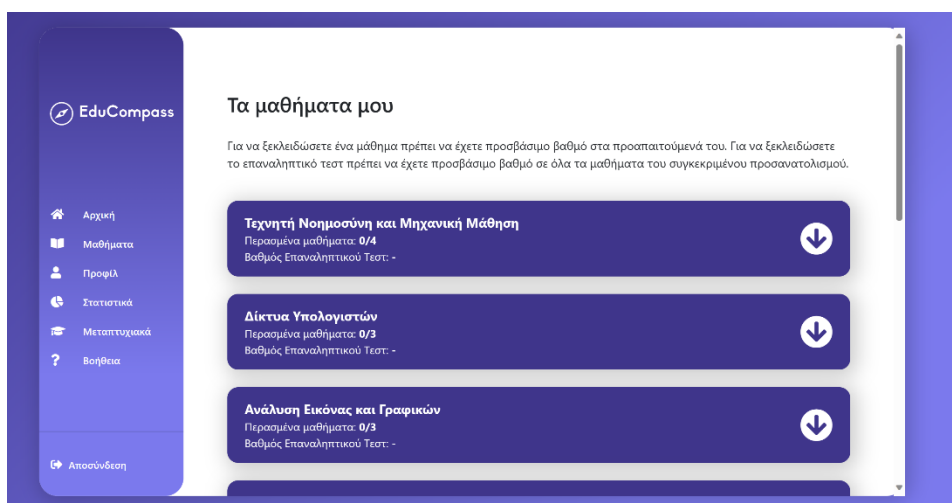 EduCompass
Αρχική
Μαθήματα
Προφίλ
Στατιστικά
Μεταπτυχιακά
Βοήθεια
Αποσύνδεση
Τα μαθήματα μου
Για να ξεκλειδώσετε ένα μάθημα πρέπει να έχετε προσβάσιμο βαθμό στα προαπαιτούμενά του. Για να ξεκλειδώσετε
το επαναληπτικό τεστ πρέπει να έχετε προσβάσιμο βαθμό σε όλα τα μαθήματα του συγκεκριμένου προσανατολισμού.
Τεχνητή Νοημοσύνη και Μηχανική Μάθηση
Περασμένα μαθήματα: 0/4
Βαθμός Επαναληπτικού Τεστ: -
Δίκτυα Υπολογιστών
Περασμένα μαθήματα: 0/3
Βαθμός Επαναληπτικού Τεστ: -
Ανάλυση Εικόνας και Γραφικών
Περασμένα μαθήματα: 0/3
Βαθμός Επαναληπτικού Τεστ: -